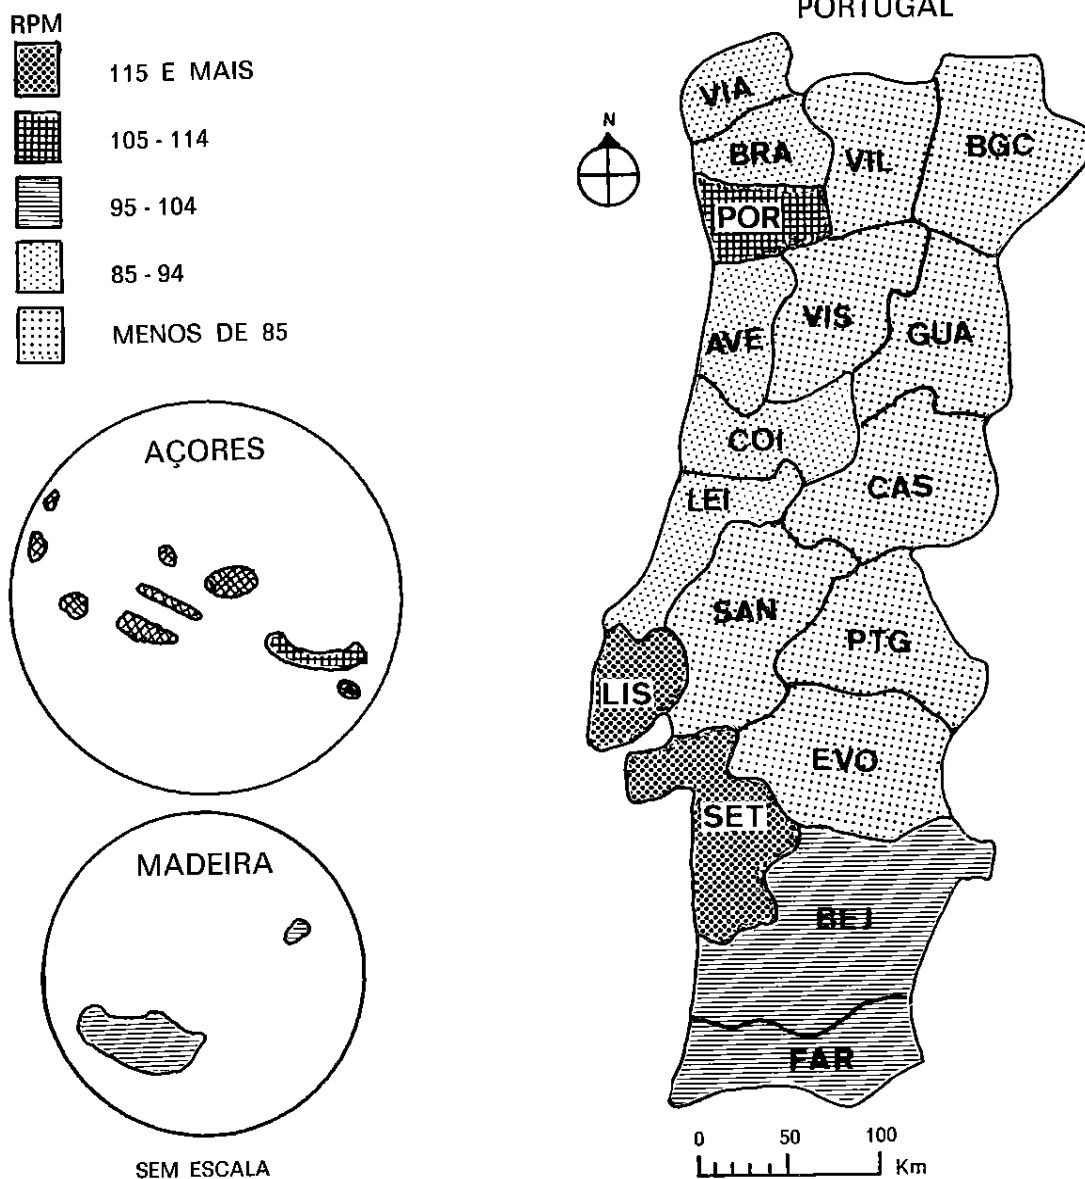 PORTUGAL
RPM
115 E MAIS
105 - 114
95 - 104
85 - 94
MENOS DE 85
AÇORES
MADEIRA
SEM ESCALA
N
VIA
BRA
VIL
BGC
POR
AVE
VIS
GUA
COI
LEI
CAS
SAN
PTG
LIS
EVO
SET
BEJ
FAR
0 50 100
Km